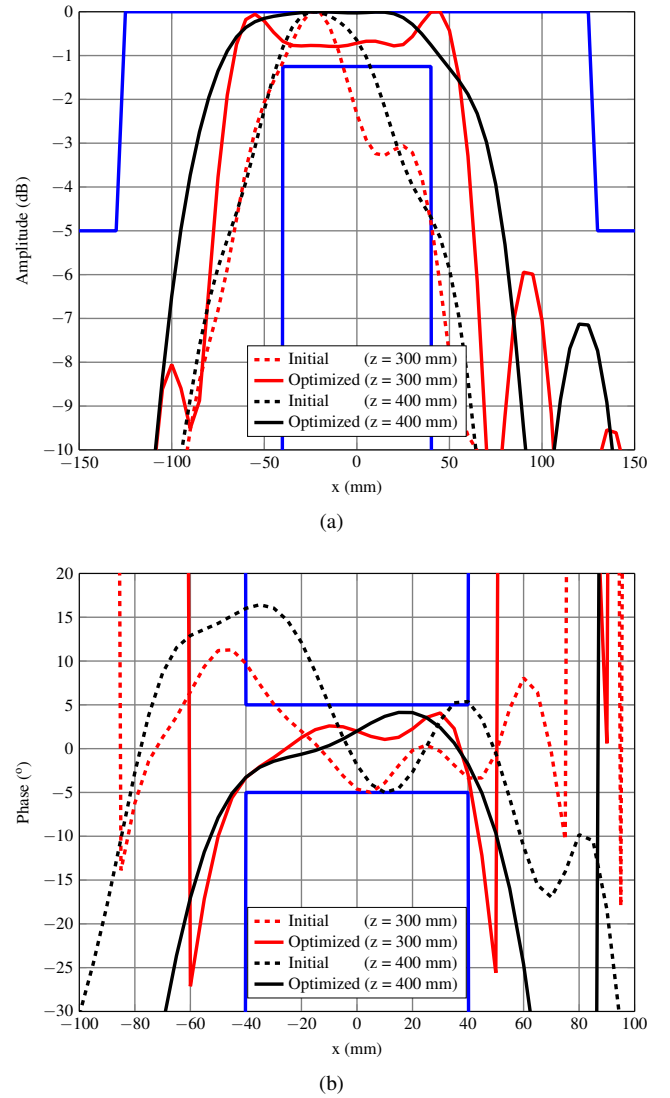 0
−1
−2
−3
−4
−5
−6
−7
−8
−9
−10
Amplitude (dB)
Initial (z = 300 mm)
Optimized (z = 300 mm)
Initial (z = 400 mm)
Optimized (z = 400 mm)
−150 −100 −50 0 50 100 150
x (mm)
(a)
20
15
10
5
0
−5
−10
−15
−20
−25
−30
Phase (º)
Initial (z = 300 mm)
Optimized (z = 300 mm)
Initial (z = 400 mm)
Optimized (z = 400 mm)
−100 −80 −60 −40 −20 0 20 40 60 80 100
x (mm)
(b)